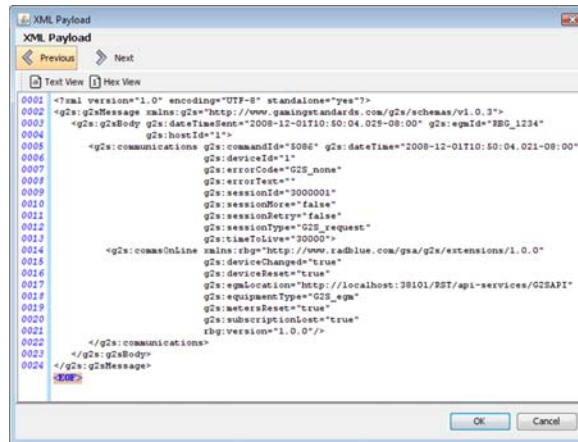 XML Payload
XML Payload
Previous Next
Text View Hex View
0001 <?xml version="1.0" encoding="UTF-8" standalone="yes"?>
0002 <g2s:g2sMessage xmlns:g2s="http://www.gamingstandards.com/g2s/schemas/v1.0.3">
0003 <g2s:g2sBody g2s:dateTimeSent="2008-12-01T10:50:04.029-08:00" g2s:egmId="RBG_1234"
0004 g2s:hostId="1">
0005 <g2s:communications g2s:commandId="5086" g2s:dateTime="2008-12-01T10:50:04.021-08:00"
0006 g2s:deviceId="1"
0007 g2s:errorCode="G2S_none"
0008 g2s:errorText=""
0009 g2s:sessionId="3000001"
0010 g2s:sessionMore="false"
0011 g2s:sessionRetry="false"
0012 g2s:sessionType="G2S_request"
0013 g2s:timeToLive="30000">
0014 <g2s:commsOnLine xmlns:rbg="http://www.radblue.com/gsa/g2s/extensions/1.0.0"
0015 g2s:deviceChanged="true"
0016 g2s:deviceReset="true"
0017 g2s:egmLocation="http://localhost:38101/RST/api-services/G2SAPI"
0018 g2s:equipmentType="G2S_egm"
0019 g2s:metersReset="true"
0020 g2s:subscriptionLost="true"
0021 rbg:version="1.0.0"/>
0022 </g2s:communications>
0023 </g2s:g2sBody>
0024 </g2s:g2sMessage>
<EOF>
OK Cancel